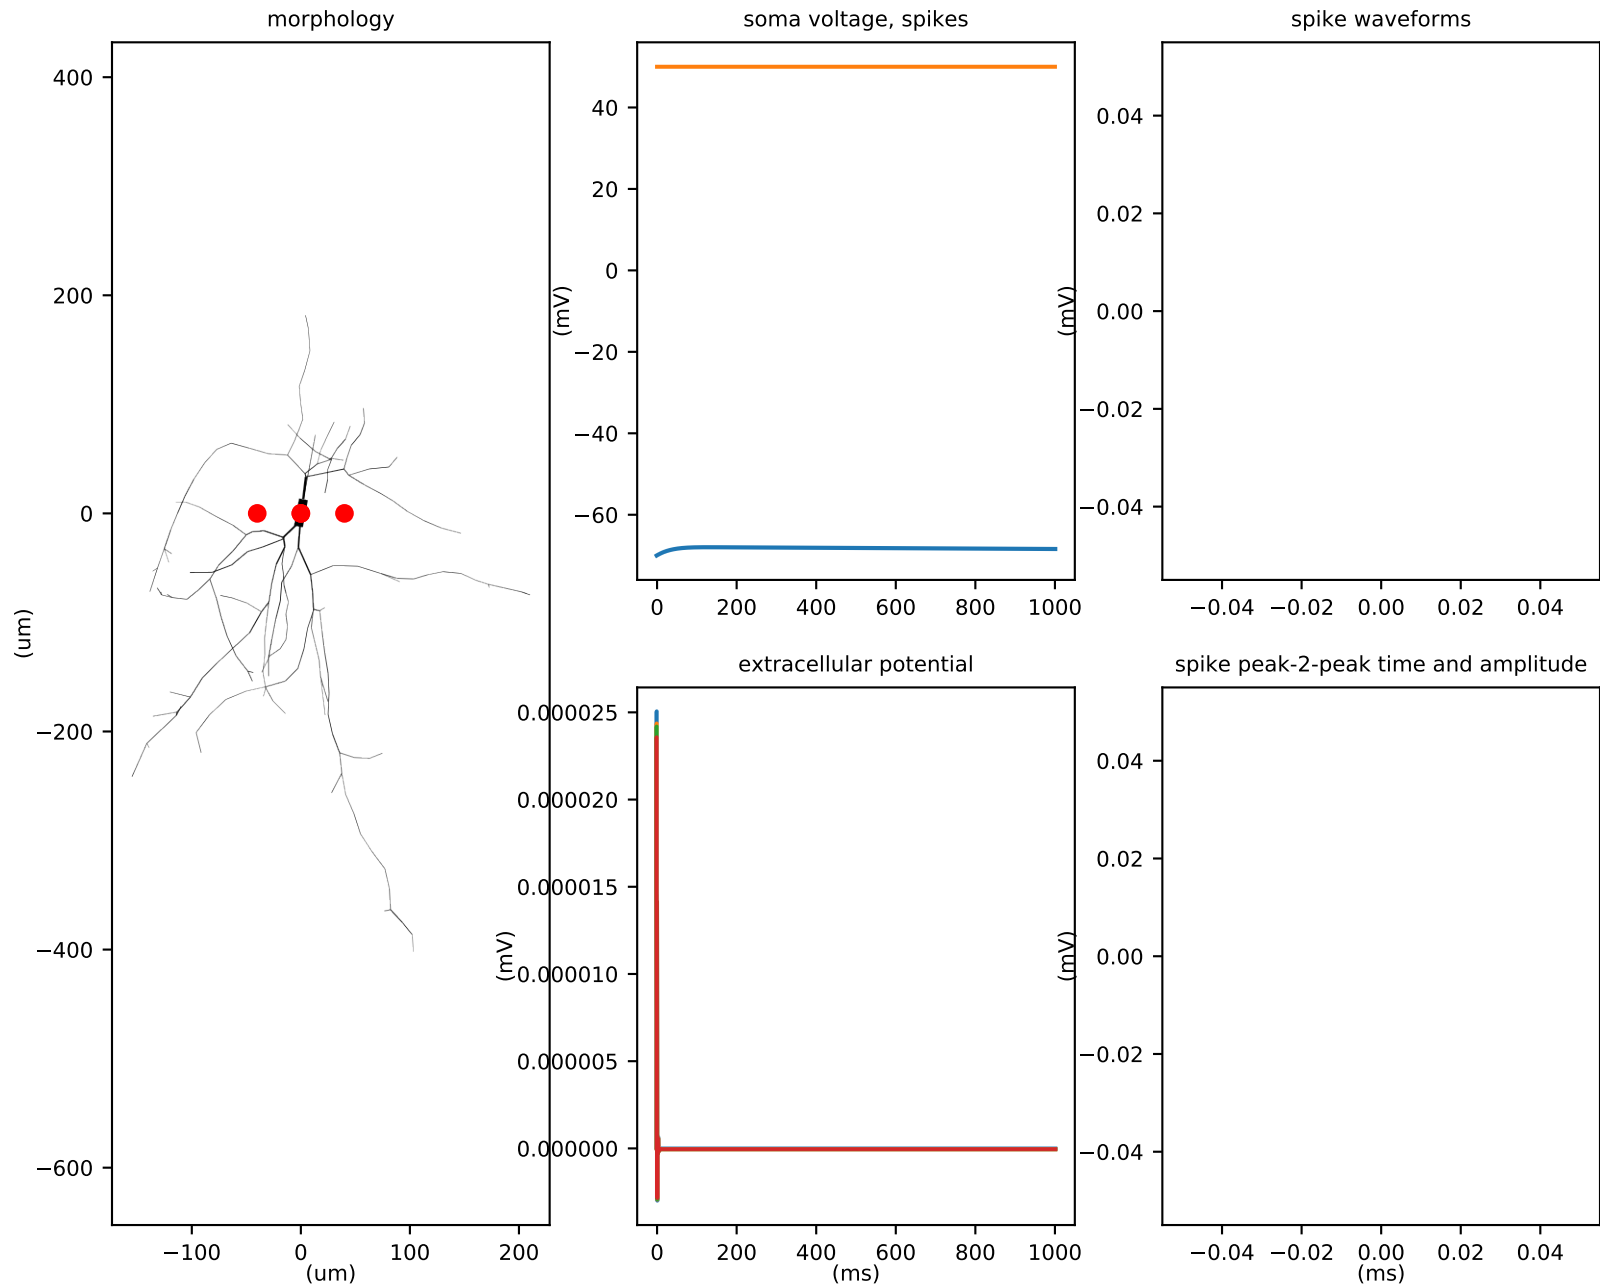 morphology
400
200
0
−200
−400
−600
(um)
−100 0 100 200
(um)
soma voltage, spikes
40
20
0
−20
−40
−60
(mV)
0 200 400 600 800 1000
spike waveforms
0.04
0.02
0.00
−0.02
−0.04
(mV)
−0.04 −0.02 0.00 0.02 0.04
extracellular potential
0.000025
0.000020
0.000015
0.000010
0.000005
0.000000
(mV)
0 200 400 600 800 1000
(ms)
spike peak-2-peak time and amplitude
0.04
0.02
0.00
−0.02
−0.04
(mV)
−0.04 −0.02 0.00 0.02 0.04
(ms)